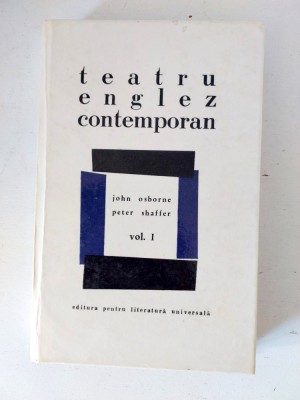 teatru
englez
contemporan
john osborne
peter shaffer
vol. I
editura pentru literatură universală